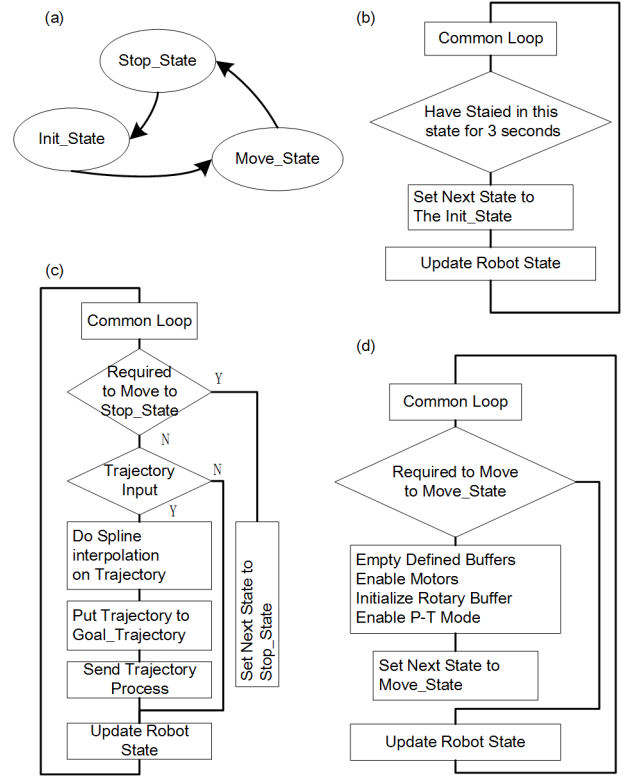 (a)
Stop_State
Init_State
Move_State
(b)
Common Loop
Have Staied in this
state for 3 seconds
Set Next State to
The Init_State
Update Robot State
(c)
Common Loop
Required
to Move to
Stop_State
Y
N
Trajectory
Input
N
Y
Do Spline
interpolation
on Trajectory
Put Trajectory to
Goal_Trajectory
Send Trajectory
Process
Update Robot
State
Set Next State to
Stop_State
(d)
Common Loop
Required to Move
to Move_State
Empty Defined Buffers
Enable Motors
Initialize Rotary Buffer
Enable P-T Mode
Set Next State to
Move_State
Update Robot State